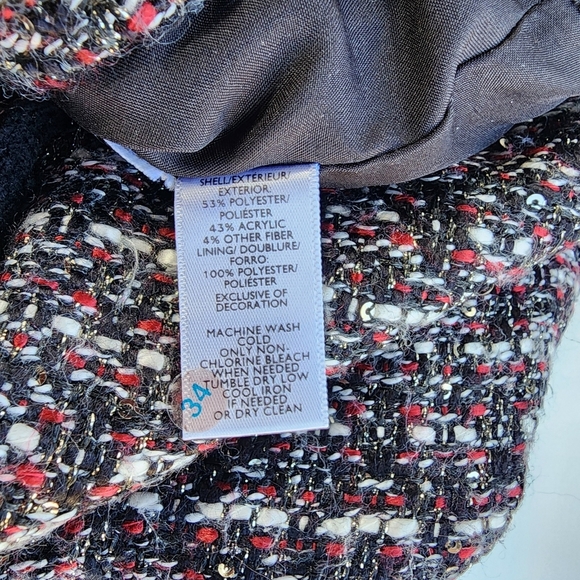 SHELL/EXTÉRIEUR/
EXTERIOR:
53% POLYESTER/
POLIÉSTER
43% ACRYLIC
4% OTHER FIBER
LINING/ DOUBLURE/
FORRO:
100% POLYESTER/
POLIÉSTER
EXCLUSIVE OF
DECORATION
MACHINE WASH
COLD
ONLY NON-
CHLORINE BLEACH
WHEN NEEDED
TUMBLE DRY LOW
COOL IRON
IF NEEDED
OR DRY CLEAN
34